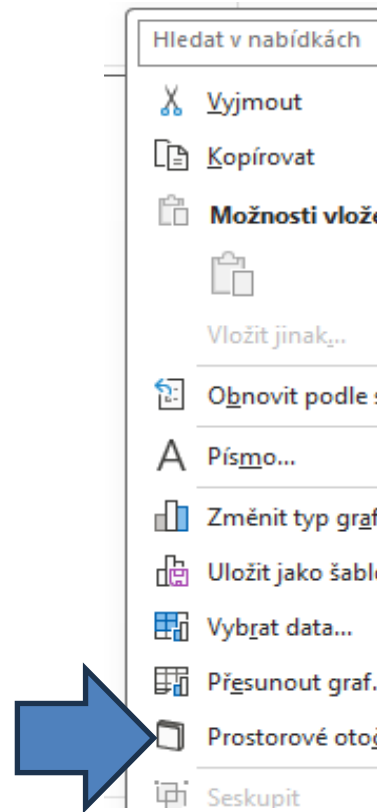 Hledat v nabídkách
Vyjmout
Kopírovat
Možnosti vlože
Vložit jinak...
Obnovit podle s
Písmo...
Změnit typ graf
Uložit jako šabl
Vybrat data...
Přesunout graf.
Prostorové otoč
Seskupit